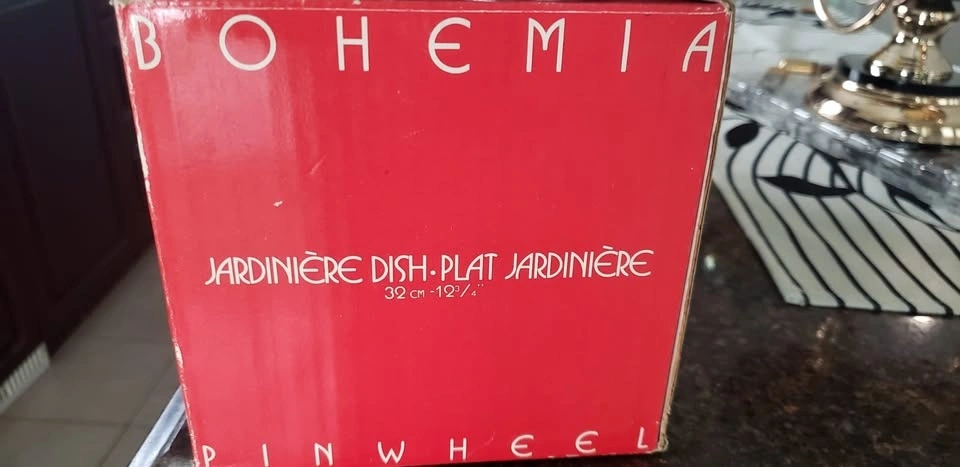 BOHEMIA
JARDINIÈRE DISH·PLAT JARDINIÈRE
32 CM - 12 3/4"
PINWHEEL